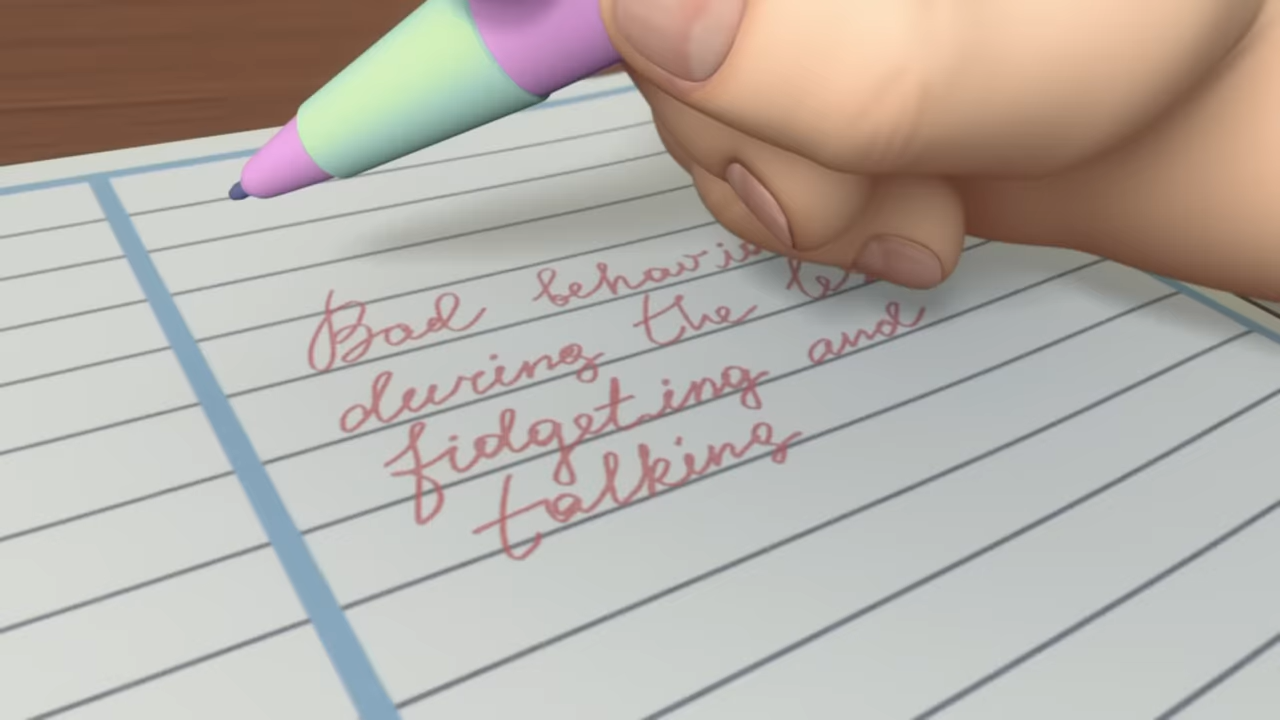 Bad
during the
fidgeting and
talking